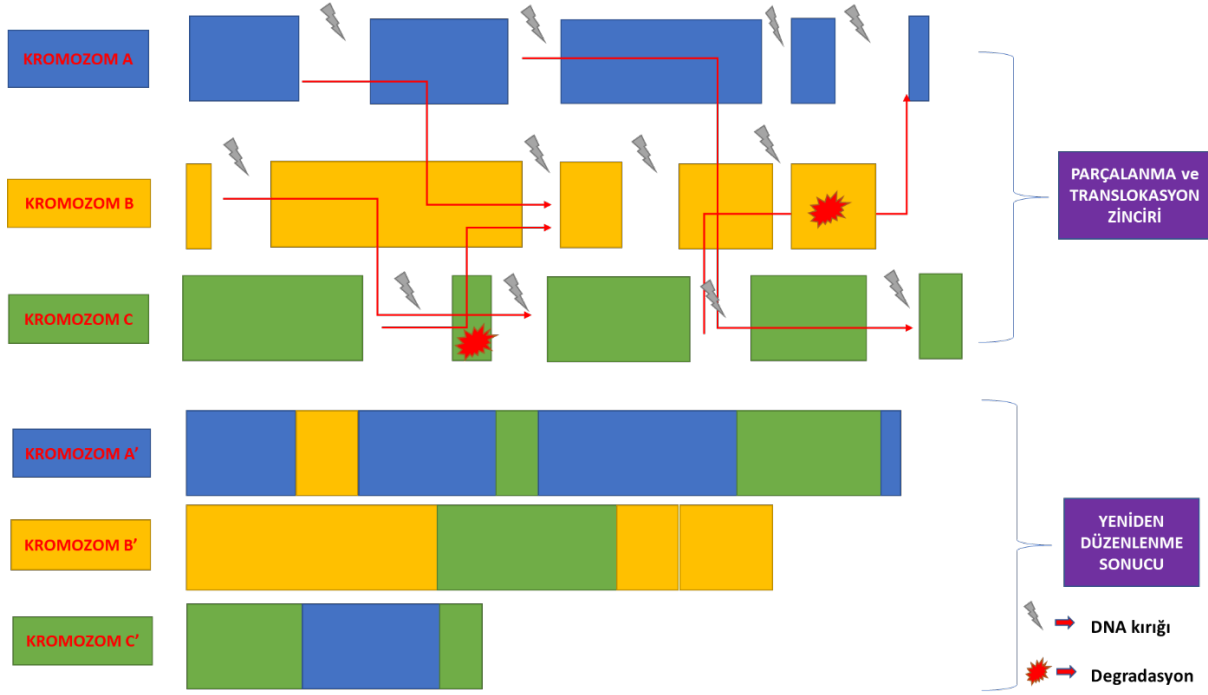 KROMOZOM A
KROMOZOM B
KROMOZOM C
PARÇALANMA ve
TRANSLOKASYON
ZİNCİRİ
KROMOZOM A’
KROMOZOM B’
KROMOZOM C’
YENİDEN
DÜZENLENME
SONUCU
DNA kırığı
Degradasyon